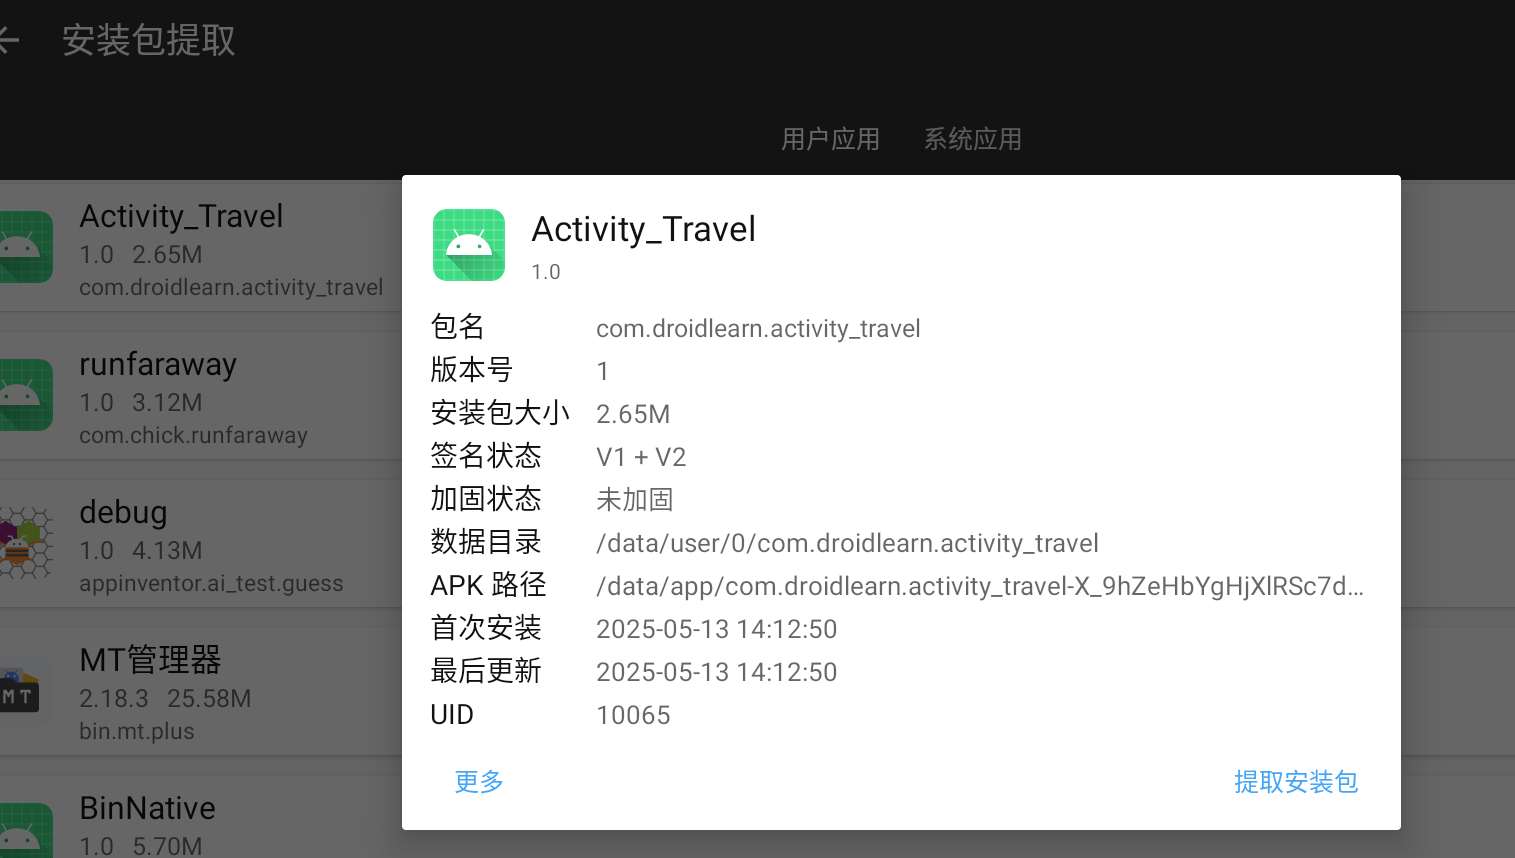 安装包提取
用户应用 系统应用
Activity_Travel
1.0 2.65M
com.droidlearn.activity_travel
runfaraway
1.0 3.12M
com.chick.runfaraway
debug
1.0 4.13M
appinventor.ai_test.guess
MT管理器
2.18.3 25.58M
bin.mt.plus
MT
BinNative
1.0 5.70M
Activity_Travel
1.0
包名 com.droidlearn.activity_travel
版本号 1
安装包大小 2.65M
签名状态 V1 + V2
加固状态 未加固
数据目录 /data/user/0/com.droidlearn.activity_travel
APK 路径 /data/app/com.droidlearn.activity_travel-X_9hZeHbYgHjXlRSc7d...
首次安装 2025-05-13 14:12:50
最后更新 2025-05-13 14:12:50
UID 10065
更多 提取安装包